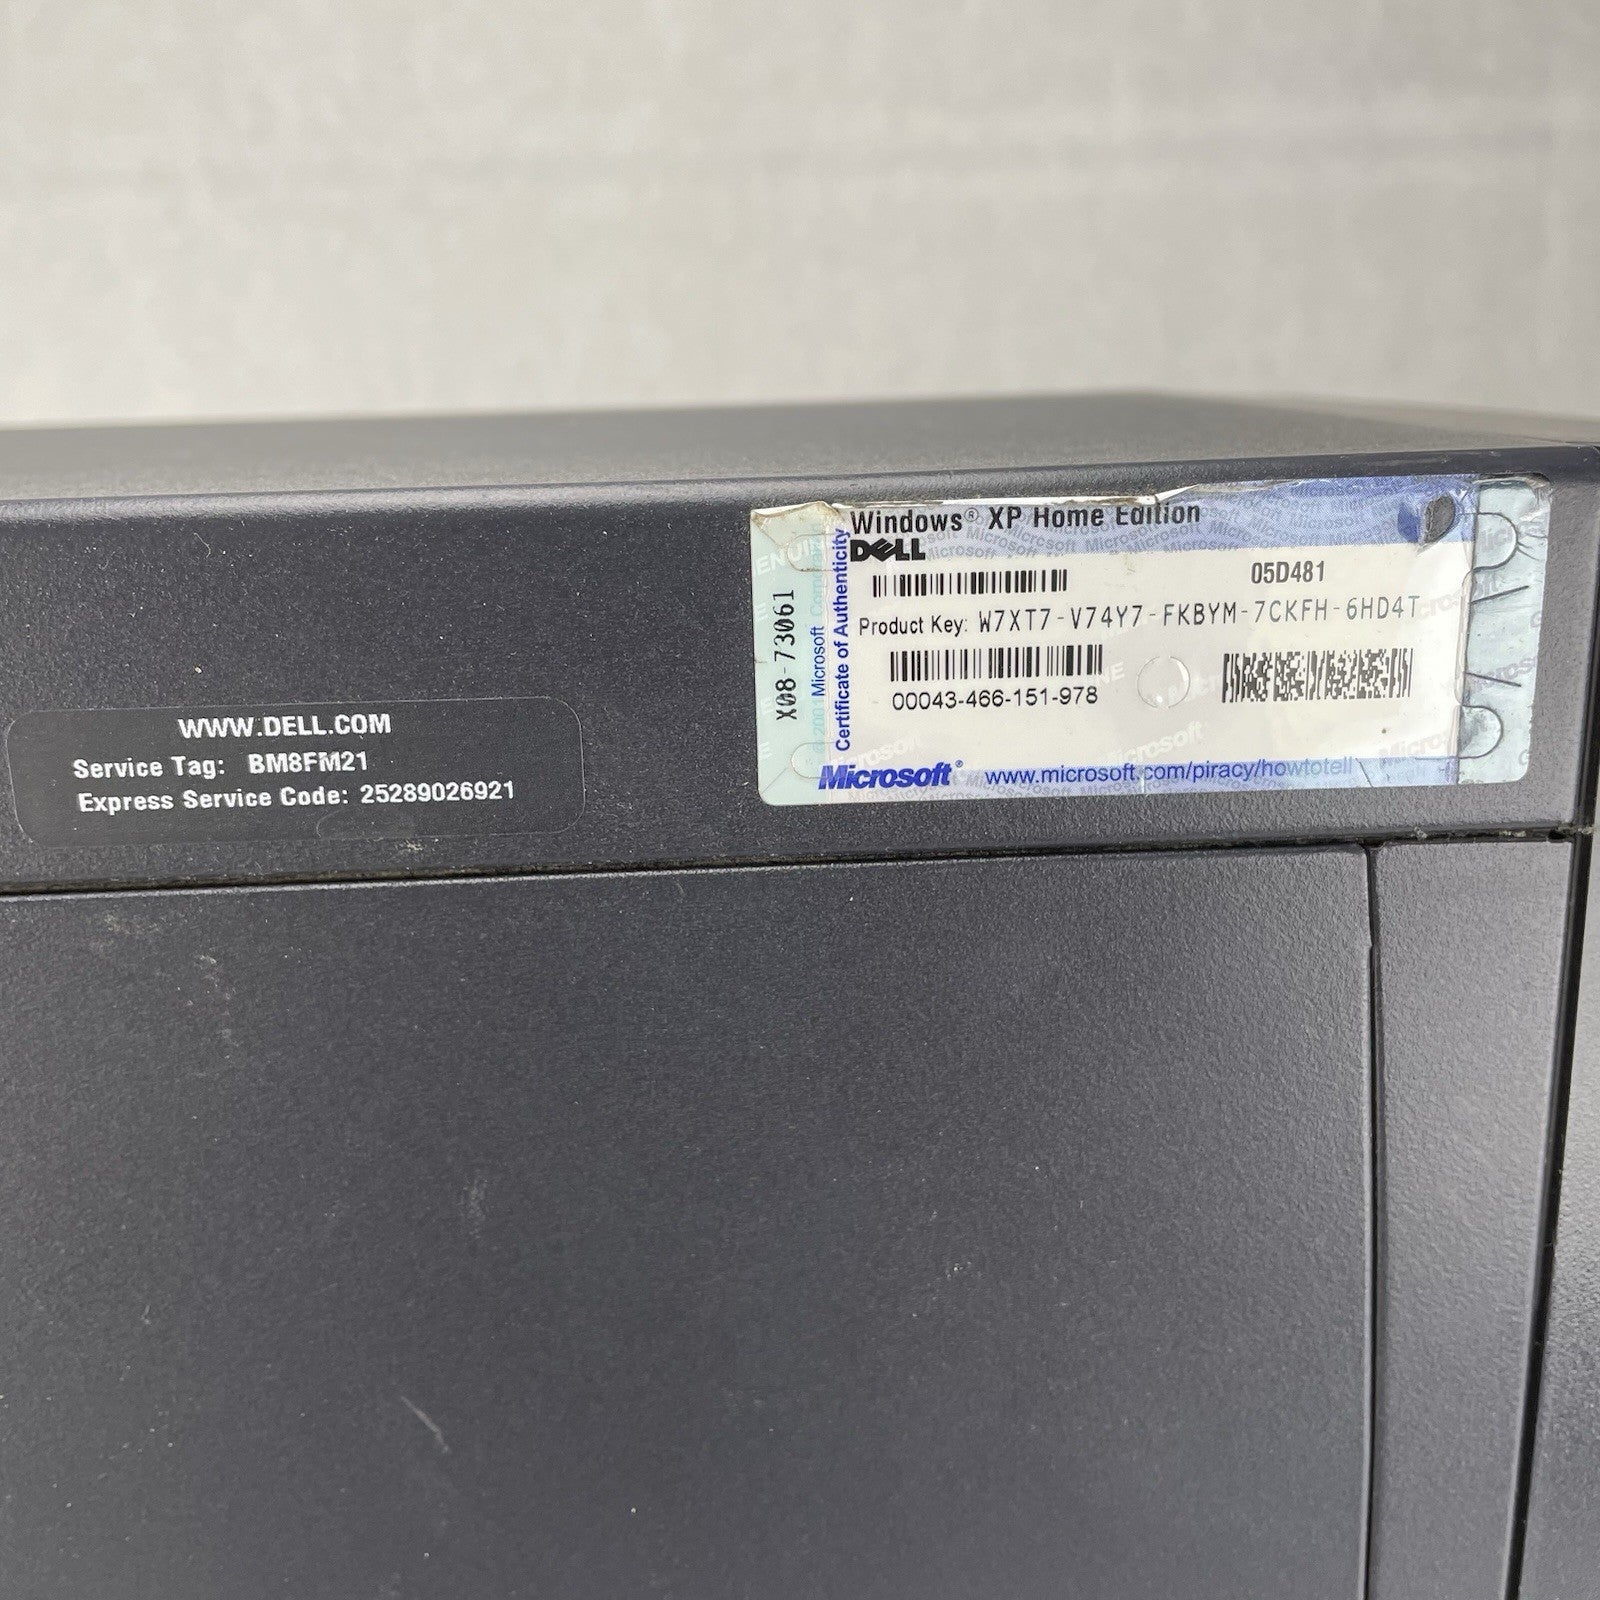 WWW.DELL.COM
Service Tag: BM8FM21
Express Service Code: 25289026921
Windows® XP Home Edition
DELL
05D481
Product Key: W7XT7-V74Y7-FKBYM-7CKFH-6HD4T
00043-466-151-978
Microsoft® www.microsoft.com/piracy/howtotell
X08-73061
Certificate of Authenticity